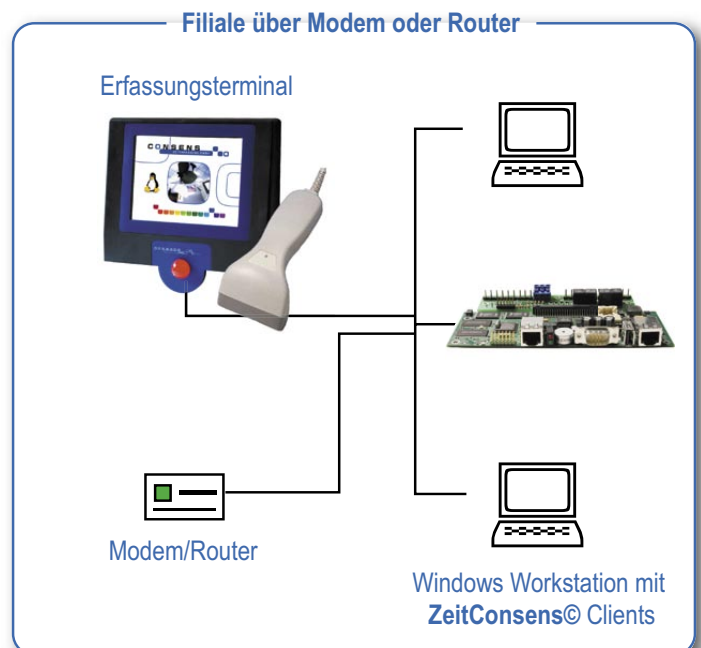 Filiale über Modem oder Router
Erfassungsterminal
CONSENS
Modem/Router
Windows Workstation mit
ZeitConsens© Clients